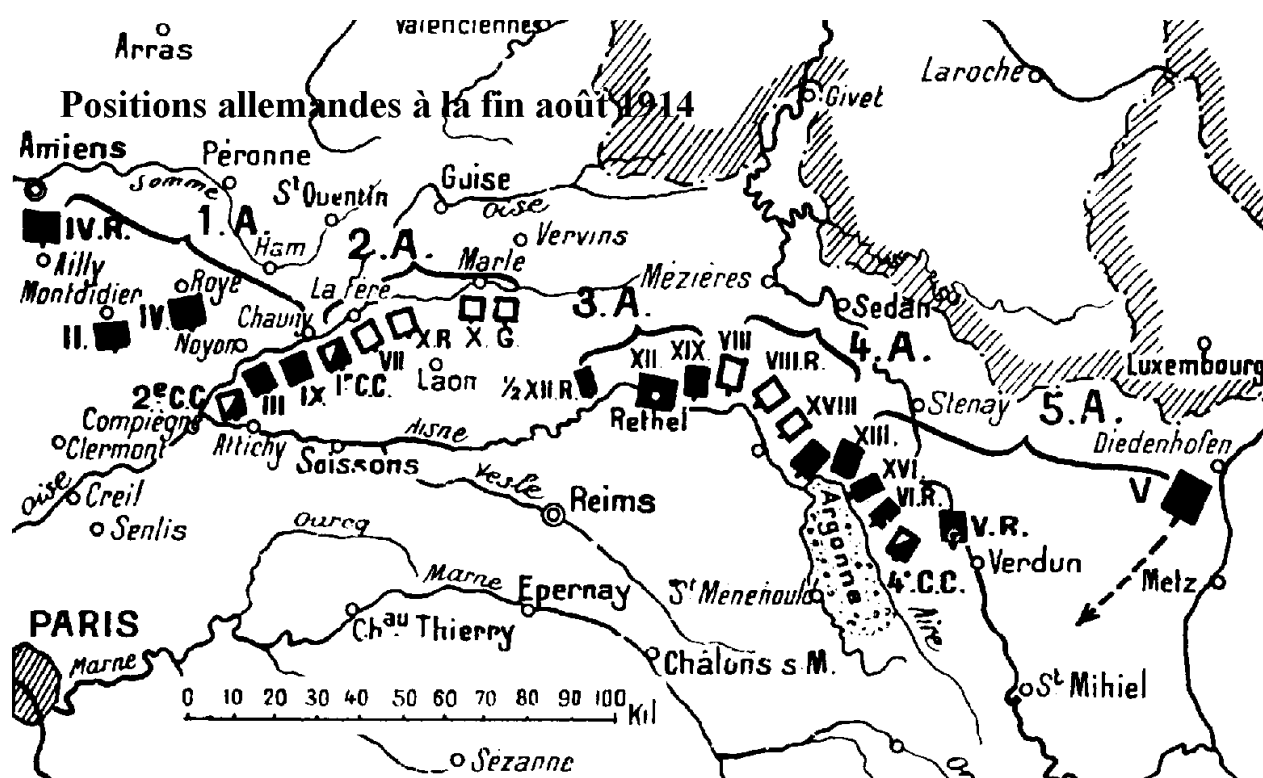 Valenciennes
Arras
Laroche
Positions allemandes à la fin août 1914
Givet
Amiens
Péronne
Somme
St Quentin
Guise
Oise
IV.R.
1.A.
Ham
2.A.
Vervins
Ailly
Montdidier
Roye
La Fère
Marle
Mézières
3.A.
Sedan
II.
IV
Chauny
Noyon
X.R
X.
G.
VII
1rC.C.
IX
III
Laon
½ XII.R.
XII.
XIX.
VIII
VIII.R.
4.A.
Luxembourg
2eC.C
Compiègne
Clermont
Attichy
Soissons
Aisne
Rethel
XVIII
Stenay
5.A.
Diedenhofen
XIII.
XVI.
VI.R.
V
Oise
Creil
Senlis
Vesle
Reims
Argonne
V.R.
Verdun
4e C.C.
Metz
Ourcq
Marne
Epernay
St Menehould
Aire
PARIS
Marne
Chau Thierry
Châlons s M.
St Mihiel
0 10 20 30 40 50 60 70 80 90 100 Kil
Sézanne